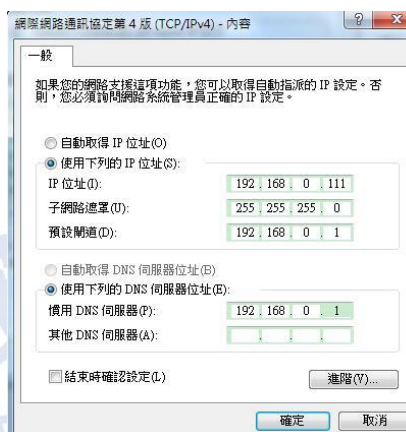 網際網路通訊協定第 4 版 (TCP/IPv4) - 內容
一般
如果您的網路支援這項功能，您可以取得自動指派的 IP 設定。否
則，您必須詢問網路系統管理員正確的 IP 設定。
自動取得 IP 位址(O)
使用下列的 IP 位址(S):
IP 位址(I): 192 . 168 . 0 . 111
子網路遮罩(U): 255 . 255 . 255 . 0
預設閘道(D): 192 . 168 . 0 . 1
自動取得 DNS 伺服器位址(B)
使用下列的 DNS 伺服器位址(E):
慣用 DNS 伺服器(P): 192 . 168 . 0 . 1
其他 DNS 伺服器(A): . . .
結束時確認設定(L)
進階(V)...
確定 取消